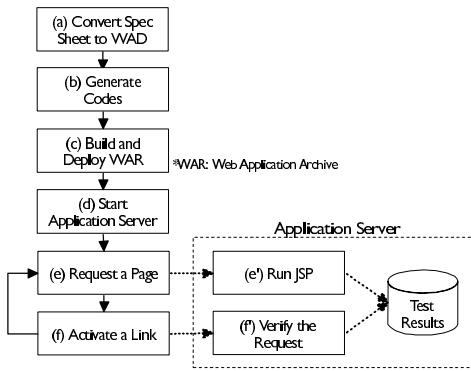 (a) Convert Spec
Sheet to WAD
(b) Generate
Codes
(c) Build and
Deploy WAR
*WAR: Web Application Archive
(d) Start
Application Server
Application Server
(e) Request a Page
(e') Run JSP
(f) Activate a Link
(f') Verify the
Request
Test
Results